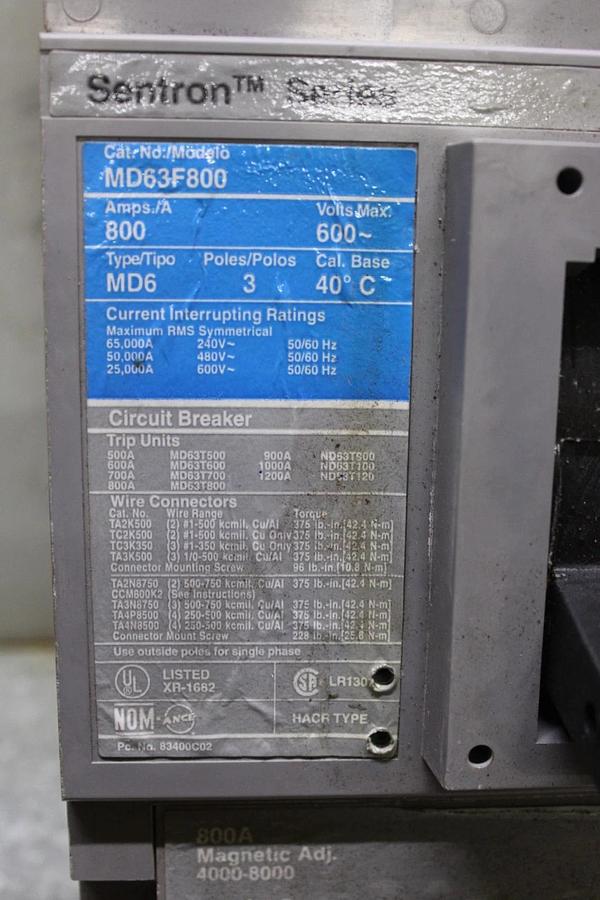 Sentron™ Series
Cat. No./Modelo
MD63F800
Amps./A Volts Max.
800 600~
Type/Tipo Poles/Polos Cal. Base
MD6 3 40° C
Current Interrupting Ratings
Maximum RMS Symmetrical
65,000A 240V~ 50/60 Hz
50,000A 480V~ 50/60 Hz
25,000A 600V~ 50/60 Hz
Circuit Breaker
Trip Units
500A MD63T500 900A ND63T900
600A MD63T600 1000A ND63T100
700A MD63T700 1200A ND63T120
800A MD63T800
Wire Connectors
Cat. No. Wire Range Torque
TA2K500 (2) #1-500 kcmil. Cu/Al 375 lb.-in.[42.4 N-m]
TC2K500 (2) #1-500 kcmil. Cu Only 375 lb.-in.[42.4 N-m]
TC3K350 (3) #1-350 kcmil. Cu Only 375 lb.-in.[42.4 N-m]
TA3K500 (3) 1/0-500 kcmil. Cu/Al 375 lb.-in.[42.4 N-m]
Connector Mounting Screw 96 lb.-in.[10.8 N-m]
TA2N8750 (2) 500-750 kcmil. Cu/Al 375 lb.-in.[42.4 N-m]
CCM800K2 (See Instructions)
TA3N8750 (3) 500-750 kcmil. Cu/Al 375 lb.-in.[42.4 N-m]
TA4P8500 (4) 250-500 kcmil. Cu/Al 375 lb.-in.[42.4 N-m]
TA4N8500 (4) 250-500 kcmil. Cu/Al 375 lb.-in.[42.4 N-m]
Connector Mount Screw 228 lb.-in.[25.8 N-m]
Use outside poles for single phase
UL LISTED SA LR1307
XR-1682
NOM-ANCE HACR TYPE
Pc. No. 83400C02
800A
Magnetic Adj.
4000-8000